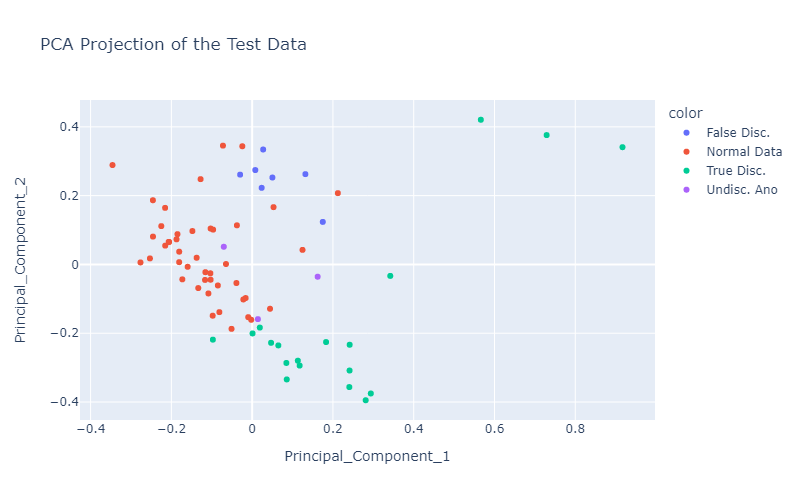 PCA Projection of the Test Data
color
False Disc.
Normal Data
True Disc.
Undisc. Ano
Principal_Component_2
0.4
0.2
0
−0.2
−0.4
−0.4 −0.2 0 0.2 0.4 0.6 0.8
Principal_Component_1